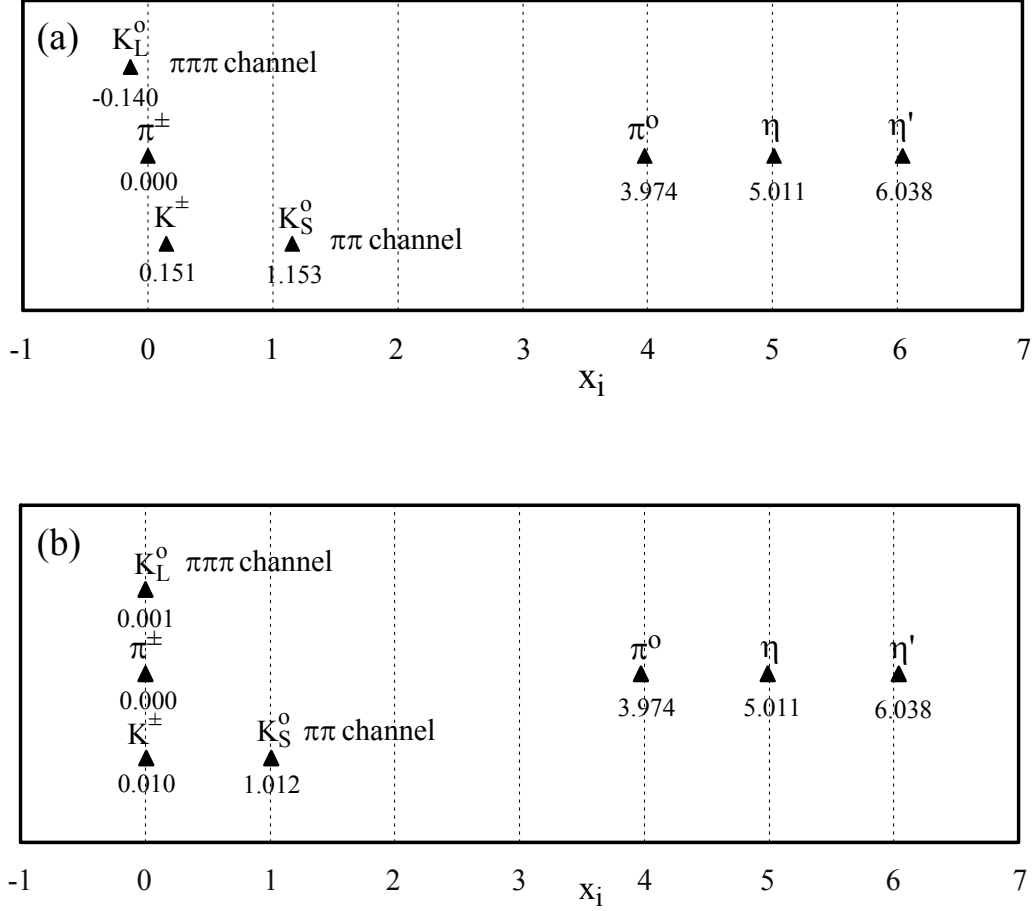 (a)
K_L^o πππ channel
-0.140
π^±
0.000
K^±
0.151
K_S^o ππ channel
1.153
π^o
3.974
η
5.011
η'
6.038
-1 0 1 2 3 4 5 6 7
x_i
(b)
K_L^o πππ channel
0.001
π^±
0.000
K^±
0.010
K_S^o ππ channel
1.012
π^o
3.974
η
5.011
η'
6.038
-1 0 1 2 3 4 5 6 7
x_i